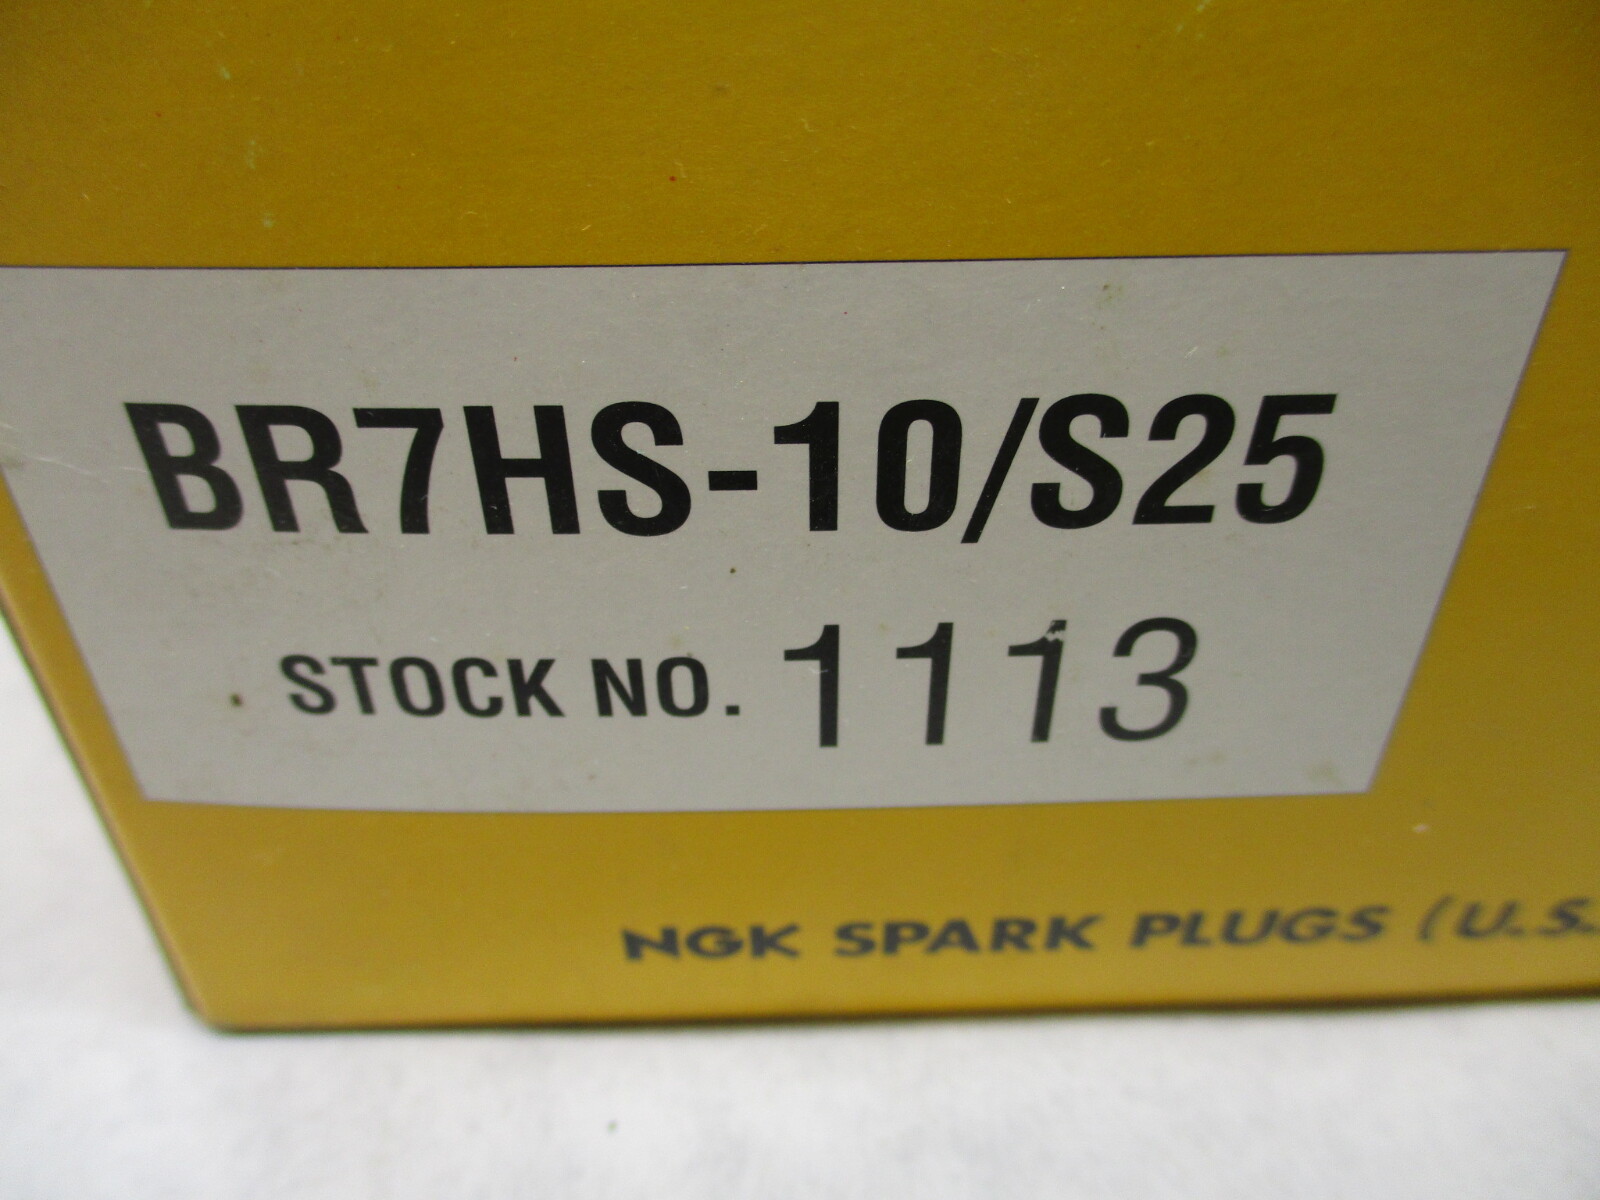 BR7HS-10/S25
STOCK NO. 1113
NGK SPARK PLUGS (U.S.